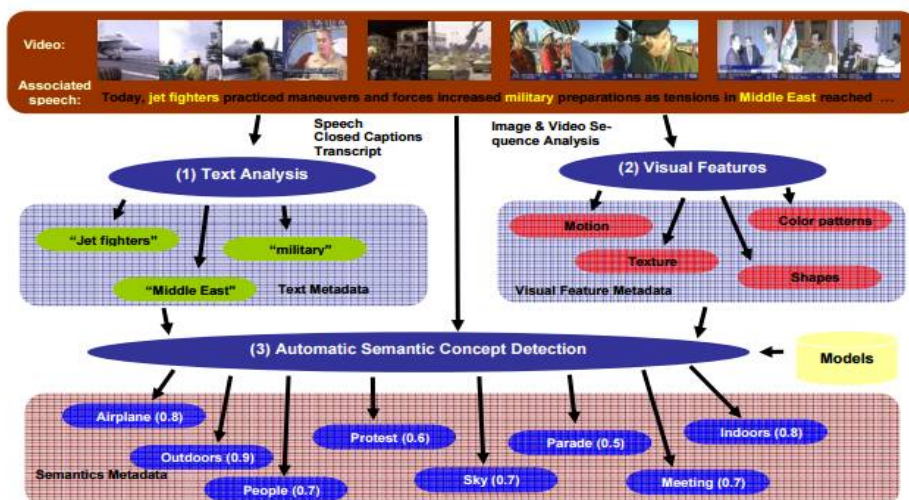 Video:
Associated speech:
Today, jet fighters practiced maneuvers and forces increased military preparations as tensions in Middle East reached ...
Speech
Closed Captions
Transcript
Image & Video Se-
quence Analysis
(1) Text Analysis
(2) Visual Features
"Jet fighters"
"military"
"Middle East"
Text Metadata
Motion
Color patterns
Texture
Shapes
Visual Feature Metadata
(3) Automatic Semantic Concept Detection
Models
Airplane (0.8)
Outdoors (0.9)
People (0.7)
Protest (0.6)
Sky (0.7)
Parade (0.5)
Meeting (0.7)
Indoors (0.8)
Semantics Metadata